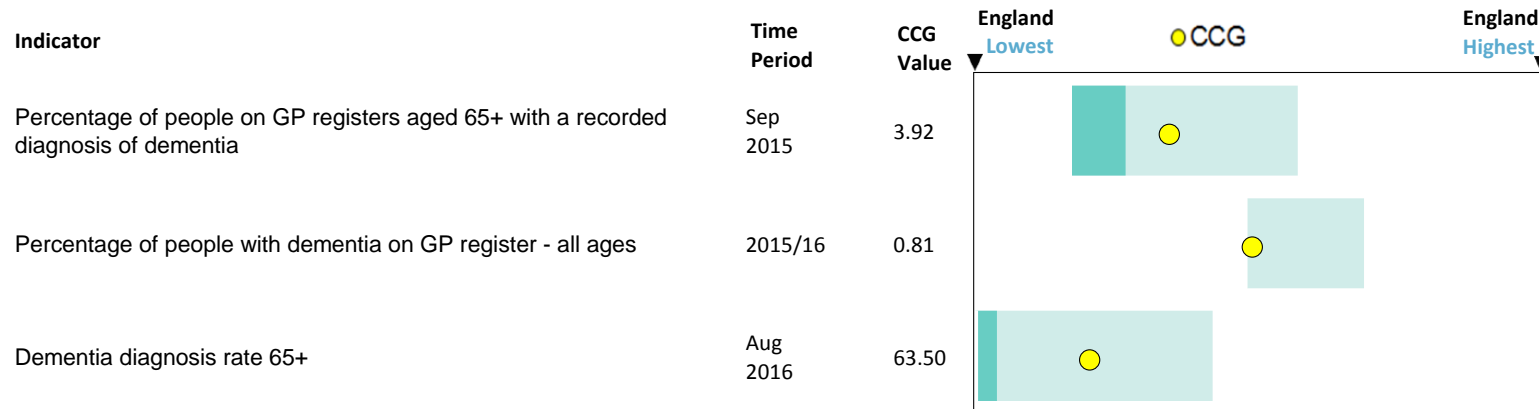 Indicator
Time
Period
CCG
Value
England
Lowest
CCG
England
Highest
Percentage of people on GP registers aged 65+ with a recorded
diagnosis of dementia
Sep
2015
3.92
Percentage of people with dementia on GP register - all ages
2015/16
0.81
Dementia diagnosis rate 65+
Aug
2016
63.50